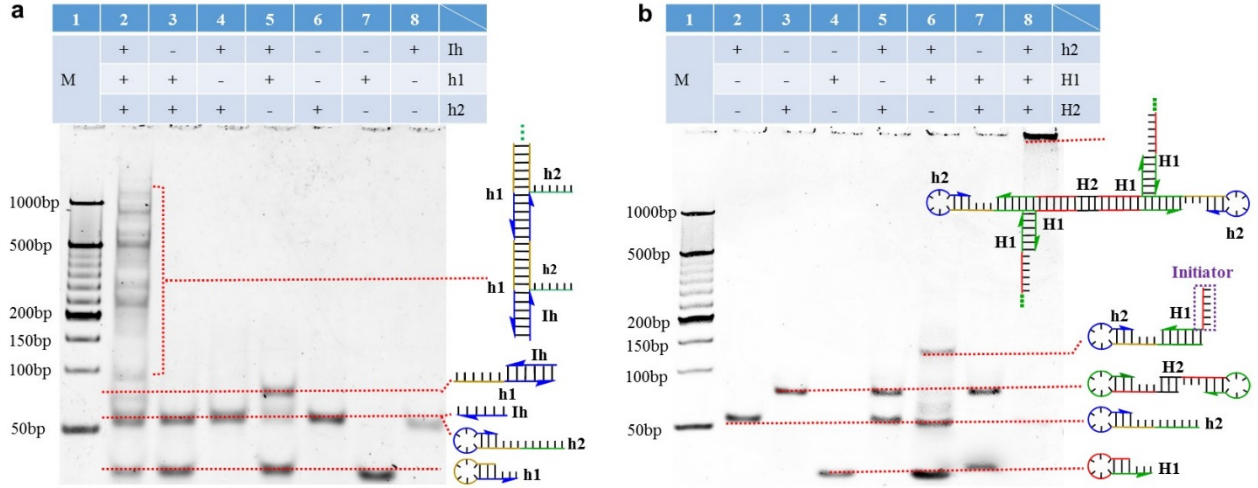 a
1 2 3 4 5 6 7 8
M + - + + - - + Ih
+ + - + - + - h1
+ + + - + - - h2
1000bp
500bp
200bp
150bp
100bp
50bp
h2
h1
h2
h1
Ih
Ih
h1
Ih
h2
h1
b
1 2 3 4 5 6 7 8
M + - - + + - + h2
- - + - + + + H1
- + - + - + + H2
1000bp
500bp
200bp
150bp
100bp
50bp
H1
h2
H2
H1
H1
H1
h2
Initiator
h2
H1
H2
h2
H1